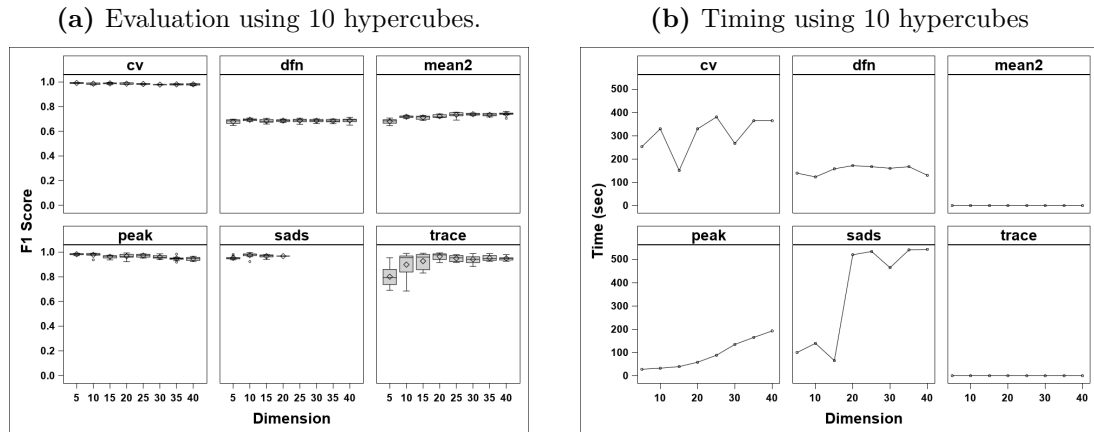 (a) Evaluation using 10 hypercubes.
(b) Timing using 10 hypercubes
cv dfn mean2
1.0
0.8
0.6
0.4
0.2
0.0
F1 Score
peak sads trace
1.0
0.8
0.6
0.4
0.2
0.0
5 10 15 20 25 30 35 40 5 10 15 20 25 30 35 40 5 10 15 20 25 30 35 40
Dimension
cv dfn mean2
500
400
300
200
100
0
Time (sec)
peak sads trace
500
400
300
200
100
0
10 20 30 40 10 20 30 40 10 20 30 40
Dimension